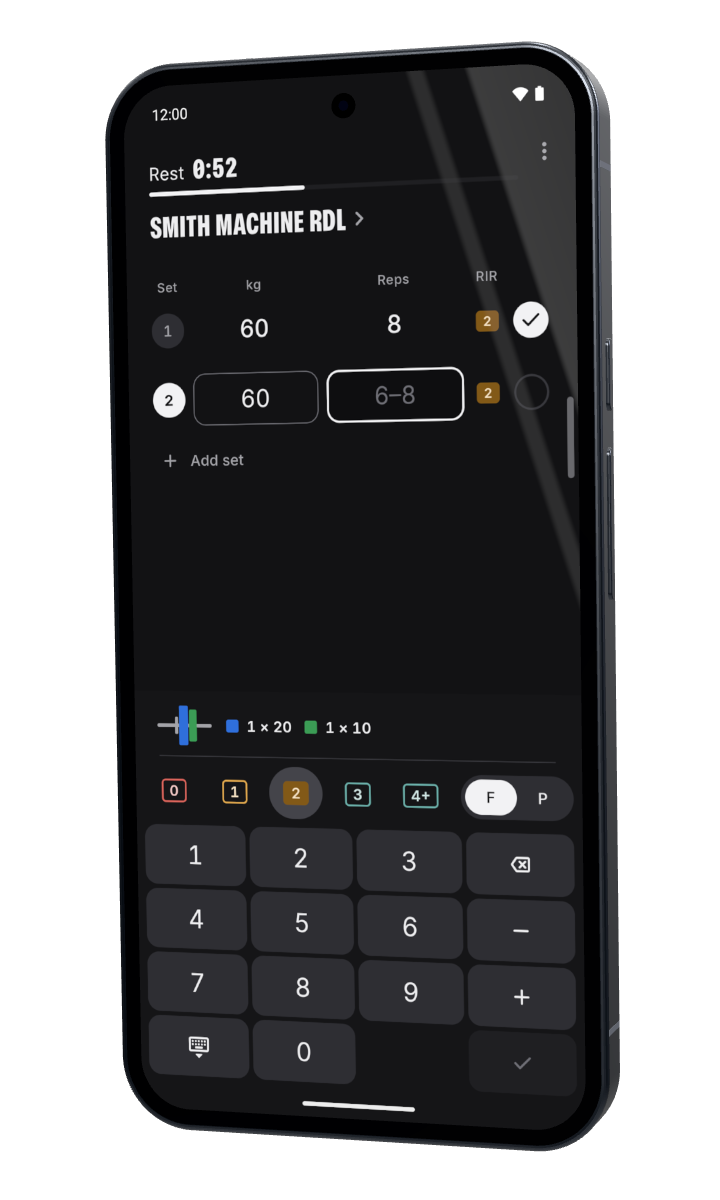 12:00
Rest 0:52
SMITH MACHINE RDL
Set kg Reps RIR
1 60 8 2
2 60 6–8 2
+ Add set
1 × 20 1 × 10
0 1 2 3 4+ F P
1 2 3
4 5 6 −
7 8 9 +
0